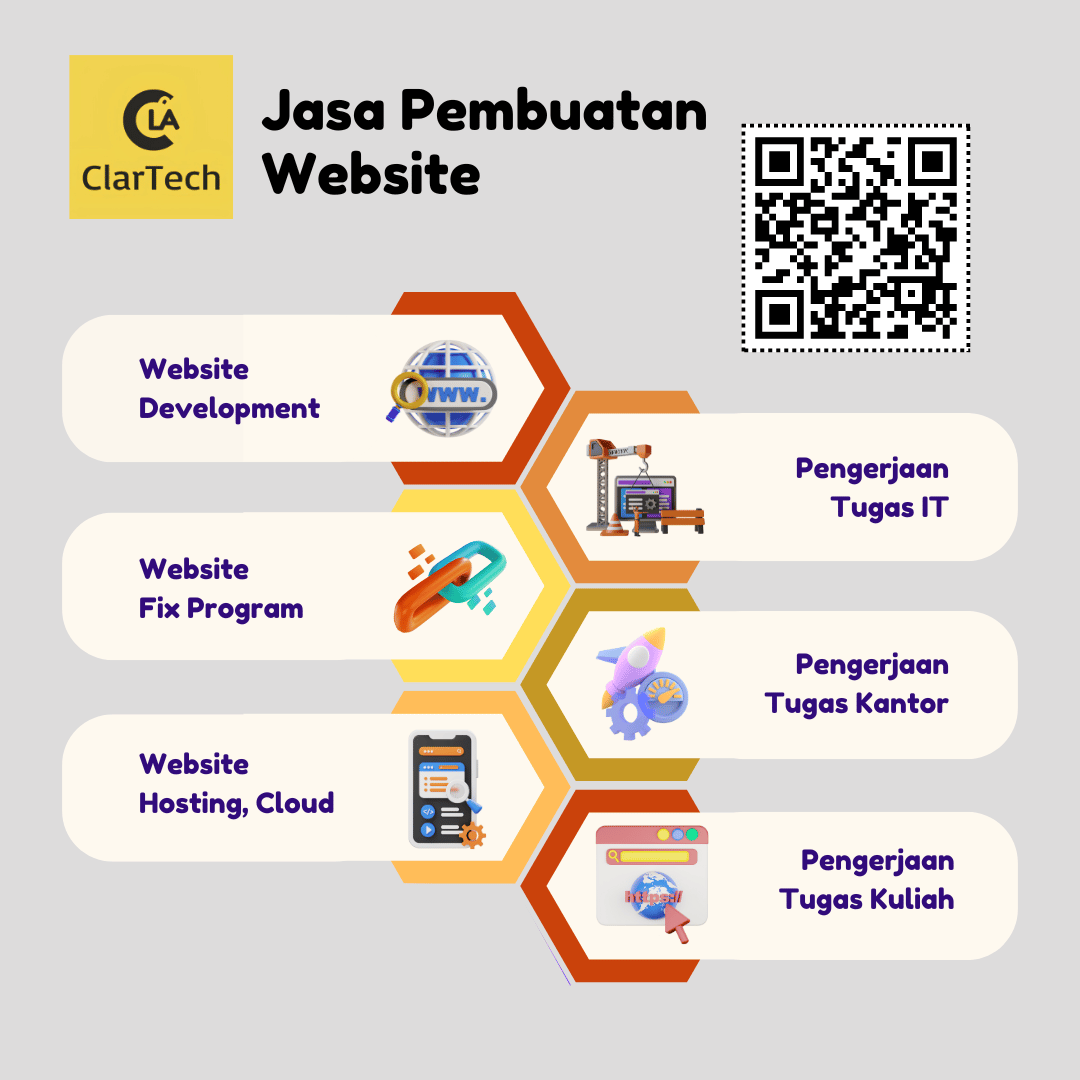 CLA
ClarTech
Jasa Pembuatan
Website
Website
Development
www.
Pengerjaan
Tugas IT
Website
Fix Program
Pengerjaan
Tugas Kantor
Website
Hosting, Cloud
Pengerjaan
Tugas Kuliah
https://